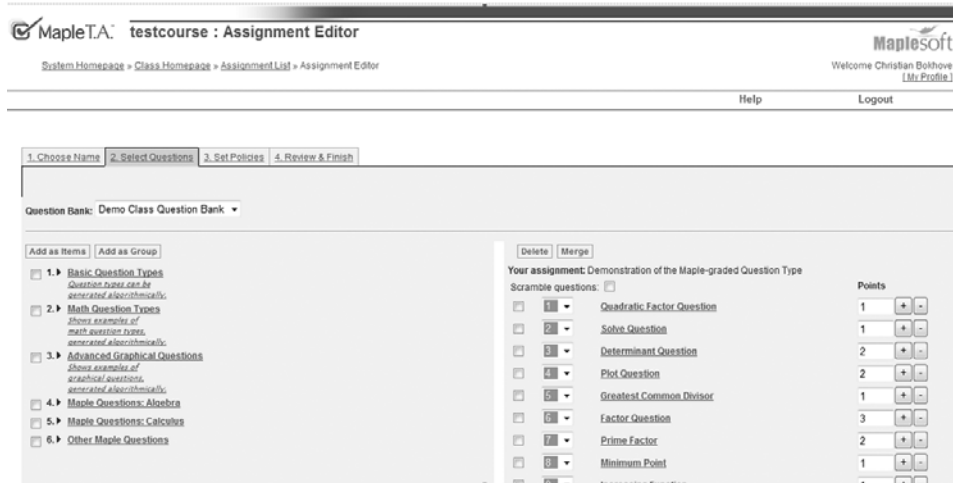 MapleT.A. testcourse : Assignment Editor
Maplesoft
System Homepage » Class Homepage » Assignment List » Assignment Editor
Welcome Christian Bokhove
[ My Profile ]
Help Logout
1. Choose Name 2. Select Questions 3. Set Policies 4. Review & Finish
Question Bank: Demo Class Question Bank
Add as Items Add as Group
1. Basic Question Types
Question types can be
generated algorithmically.
2. Math Question Types
Shows examples of
math question types,
generated algorithmically.
3. Advanced Graphical Questions
Shows examples of
graphical questions,
generated algorithmically.
4. Maple Questions: Algebra
5. Maple Questions: Calculus
6. Other Maple Questions
Delete Merge
Your assignment: Demonstration of the Maple-graded Question Type
Scramble questions: Points
1 Quadratic Factor Question 1 + -
2 Solve Question 1 + -
3 Determinant Question 2 + -
4 Plot Question 2 + -
5 Greatest Common Divisor 1 + -
6 Factor Question 3 + -
7 Prime Factor 2 + -
8 Minimum Point 1 + -